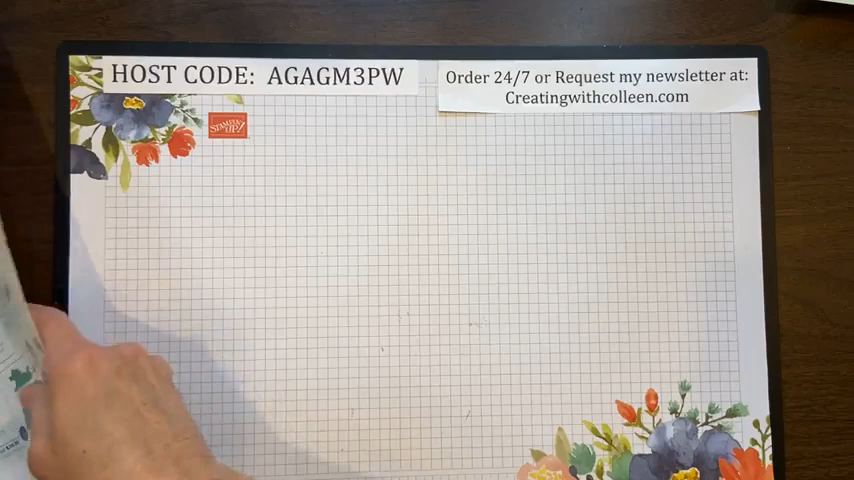 HOST CODE: AGAGM3PW
Order 24/7 or Request my newsletter at:
Creatingwithcolleen.com
STAMPIN' UP!